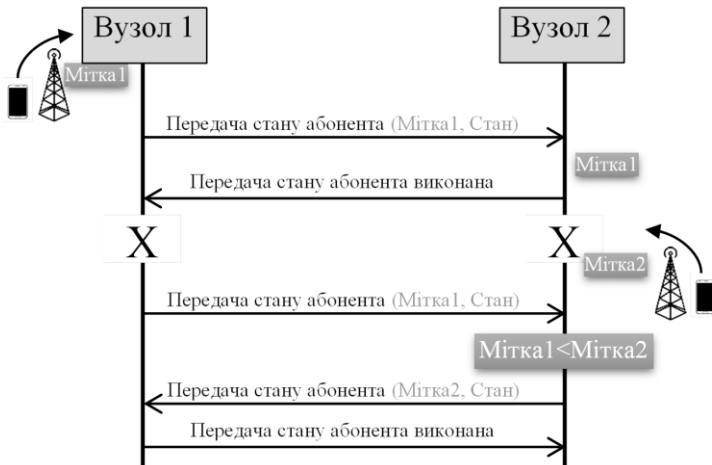 Вузол 1
Вузол 2
Мітка1
Передача стану абонента (Мітка1, Стан)
Мітка1
Передача стану абонента виконана
X
X
Мітка2
Передача стану абонента (Мітка1, Стан)
Мітка1<Мітка2
Передача стану абонента (Мітка2, Стан)
Передача стану абонента виконана